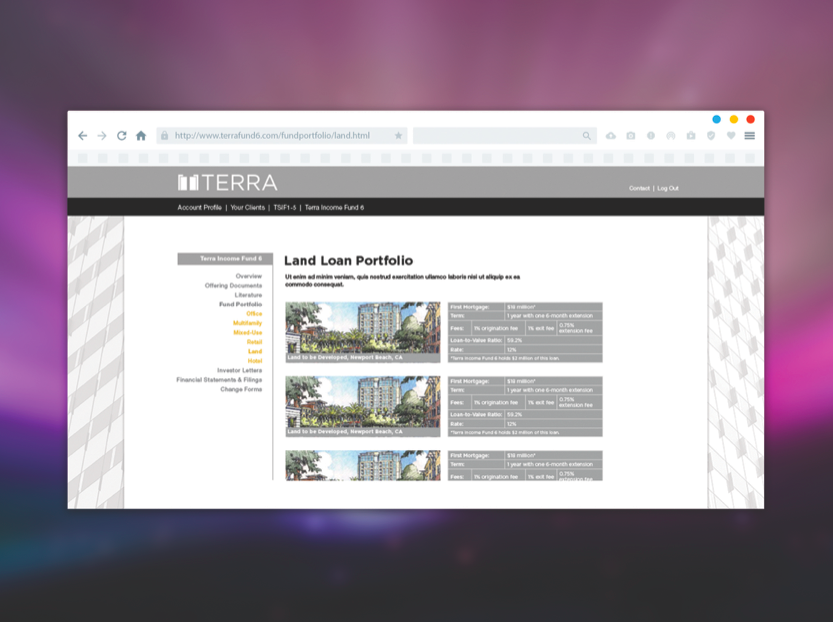 http://www.terrafund6.com/fundportfolio/land.html
TERRA
Contact | Log Out
Account Profile | Your Clients | TSIF1-5 | Terra Income Fund 6
Terra Income Fund 6
Overview
Offering Documents
Literature
Fund Portfolio
Office
Multifamily
Mixed-Use
Retail
Land
Hotel
Investor Letters
Financial Statements & Filings
Change Forms
Land Loan Portfolio
Ut enim ad minim veniam, quis nostrud exercitation ullamco laboris nisi ut aliquip ex ea
commodo consequat.
Land to be Developed, Newport Beach, CA
First Mortgage: $16 million*
Term: 1 year with one 6-month extension
Fees: 1% origination fee 1% exit fee 0.75%
extension fee
Loan-to-Value Ratio: 59.2%
Rate: 12%
*Terra Income Fund 6 holds $2 million of this loan.
Land to be Developed, Newport Beach, CA
First Mortgage: $16 million*
Term: 1 year with one 6-month extension
Fees: 1% origination fee 1% exit fee 0.75%
extension fee
Loan-to-Value Ratio: 59.2%
Rate: 12%
*Terra Income Fund 6 holds $2 million of this loan.
First Mortgage: $16 million*
Term: 1 year with one 6-month extension
Fees: 1% origination fee 1% exit fee 0.75%
extension fee